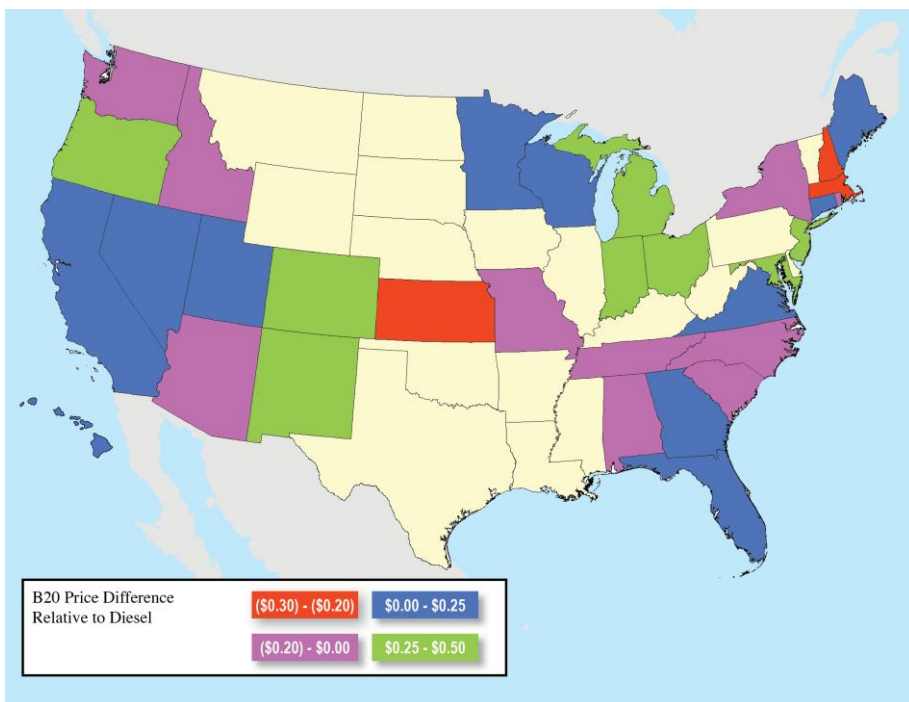 B20 Price Difference
Relative to Diesel
($0.30) - ($0.20)
$0.00 - $0.25
($0.20) - $0.00
$0.25 - $0.50